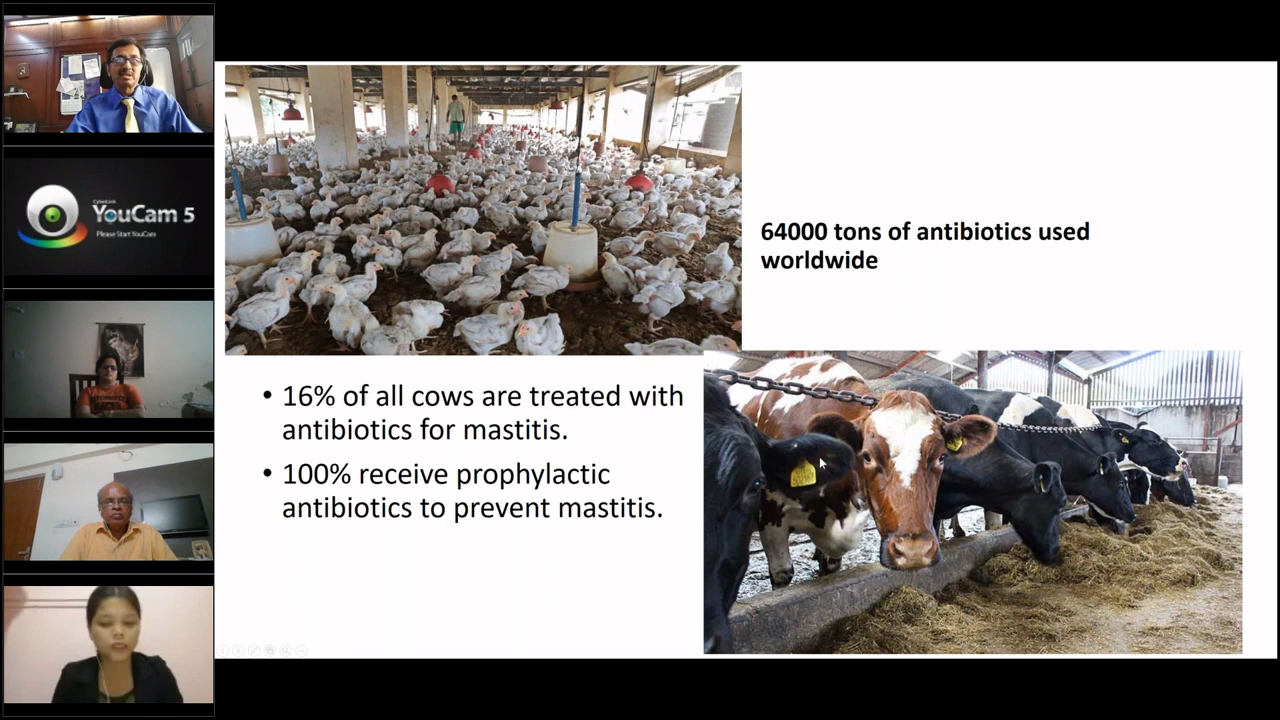 CyberLink
YouCam 5
Please Start YouCam
64000 tons of antibiotics used
worldwide
• 16% of all cows are treated with
antibiotics for mastitis.
• 100% receive prophylactic
antibiotics to prevent mastitis.